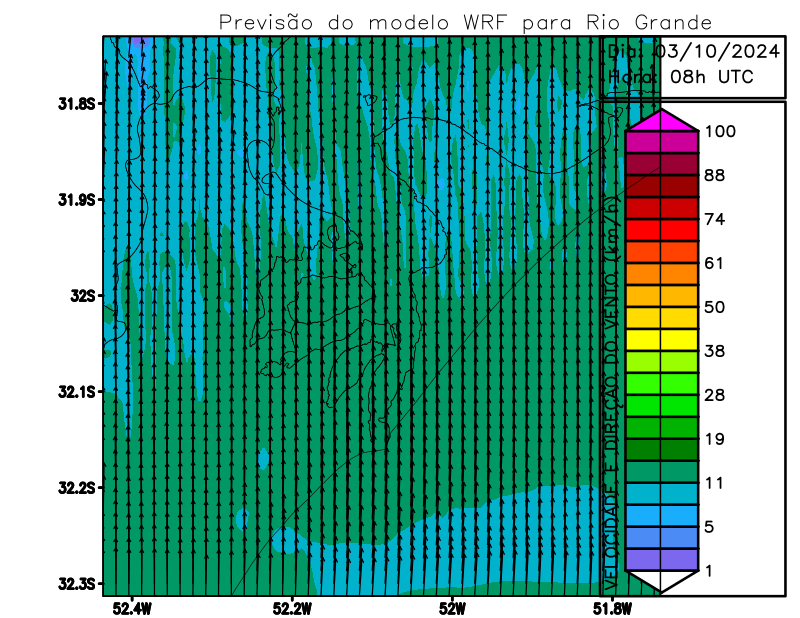 Previsão do modelo WRF para Rio Grande
Dia: 03/10/2024
Hora: 08h UTC
31.8S
31.9S
32S
32.1S
32.2S
32.3S
52.4W
52.2W
52W
51.8W
VELOCIDADE E DIREÇÃO DO VENTO (km/h)
100
88
74
61
50
38
28
19
11
5
1